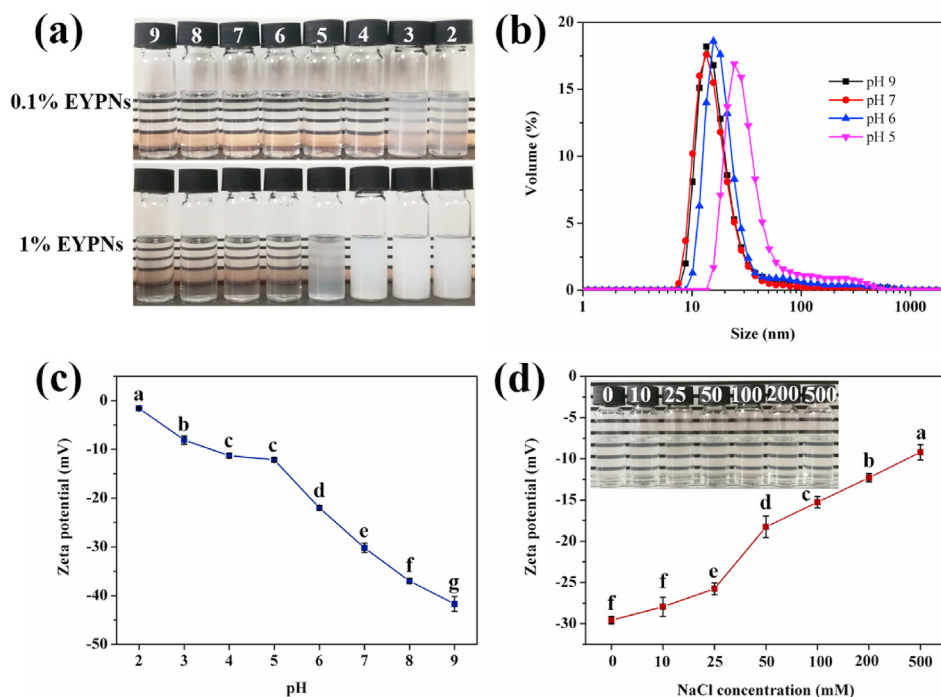 (a)
9 8 7 6 5 4 3 2
0.1% EYPNs
1% EYPNs
(b)
Volume (%)
20
15
10
5
0
1 10 100 1000
Size (nm)
pH 9
pH 7
pH 6
pH 5
(c)
Zeta potential (mV)
0
-10
-20
-30
-40
-50
a
b
c
c
d
e
f
g
2 3 4 5 6 7 8 9
pH
(d)
Zeta potential (mV)
0
-5
-10
-15
-20
-25
-30
0 10 25 50 100 200 500
a
b
c
d
e
f
f
0 10 25 50 100 200 500
NaCl concentration (mM)